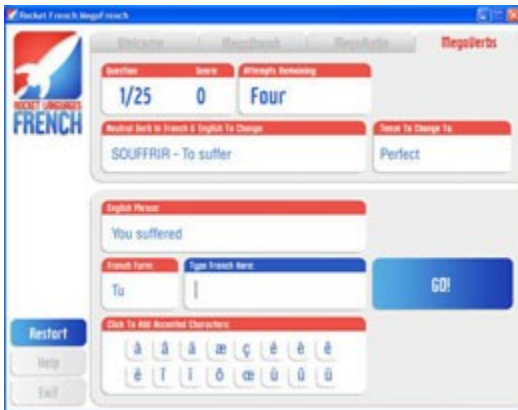 Rocket French MegaFrench
Welcome
MegaVocab
MegaAudio
MegaVerbs
Question
Score
Attempts Remaining
1/25
0
Four
ROCKET LANGUAGES
FRENCH
Neutral Verb In French & English To Change:
Tense To Change To:
SOUFFRIR - To suffer
Perfect
English Phrase:
You suffered
French Form:
Type French Here:
Tu
GO!
Click To Add Accented Characters:
Restart
Help
Exit
à â ä æ ç é è ê
ë î ï ô œ ù û ü